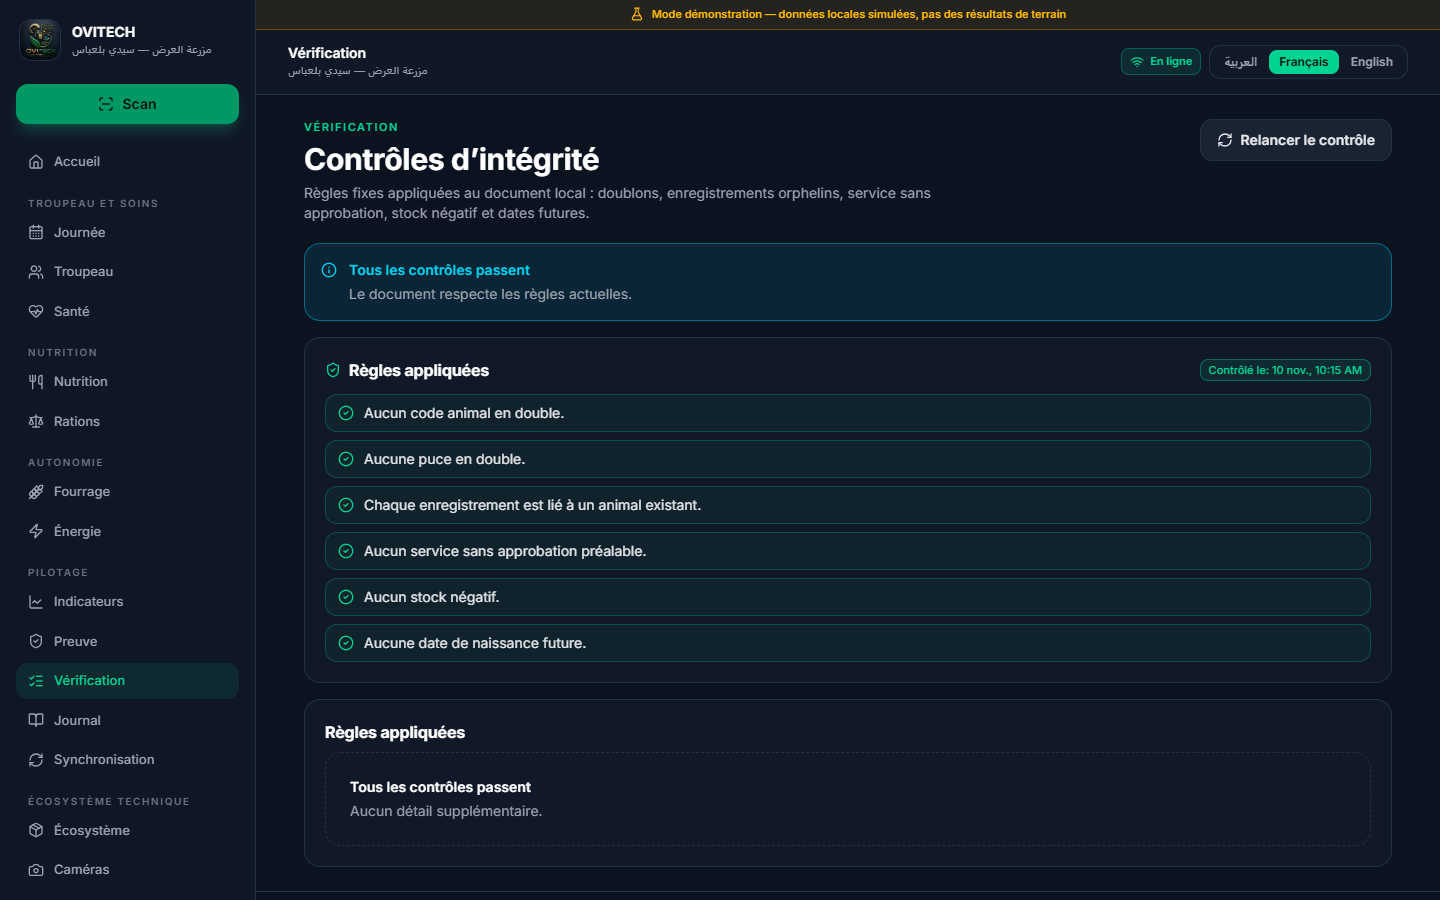 Mode démonstration — données locales simulées, pas des résultats de terrain
OVITECH
مزرعة العرض — سيدي بلعباس
Scan
Accueil
TROUPEAU ET SOINS
Journée
Troupeau
Santé
NUTRITION
Nutrition
Rations
AUTONOMIE
Fourrage
Énergie
PILOTAGE
Indicateurs
Preuve
Vérification
Journal
Synchronisation
ÉCOSYSTÈME TECHNIQUE
Écosystème
Caméras
Vérification
مزرعة العرض — سيدي بلعباس
En ligne
العربية
Français
English
VÉRIFICATION
Contrôles d’intégrité
Règles fixes appliquées au document local : doublons, enregistrements orphelins, service sans
approbation, stock négatif et dates futures.
Relancer le contrôle
Tous les contrôles passent
Le document respecte les règles actuelles.
Règles appliquées
Contrôlé le: 10 nov., 10:15 AM
Aucun code animal en double.
Aucune puce en double.
Chaque enregistrement est lié à un animal existant.
Aucun service sans approbation préalable.
Aucun stock négatif.
Aucune date de naissance future.
Règles appliquées
Tous les contrôles passent
Aucun détail supplémentaire.